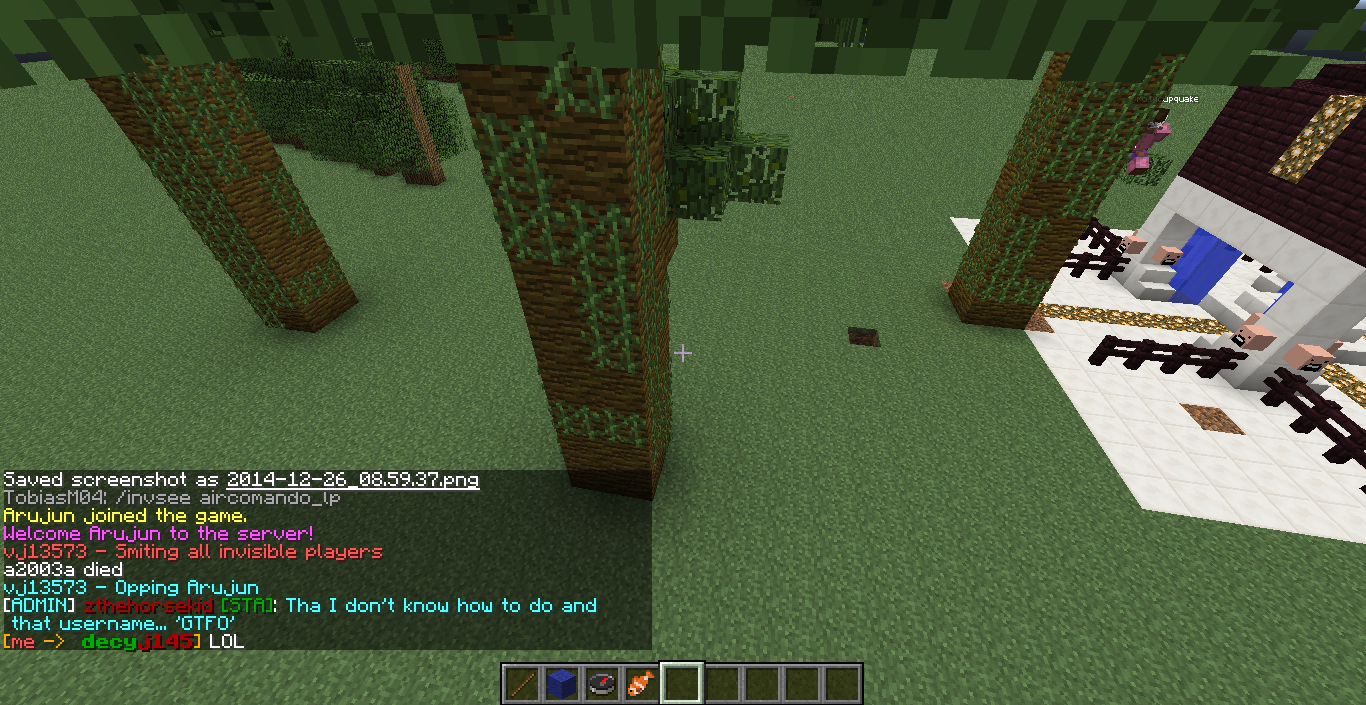 upquake
Saved screenshot as 2014-12-26_08.59.37.png
TobiasM04: /invsee aircomando_lp
Arujun joined the game.
Welcome Arujun to the server!
vj13573 - Smiting all invisible players
a2003a died
vj13573 - Opping Arujun
[ADMIN] zthehorsekid [STA]: Tha I don't know how to do and
that username... 'GTFO'
[me -> decyj145] LOL